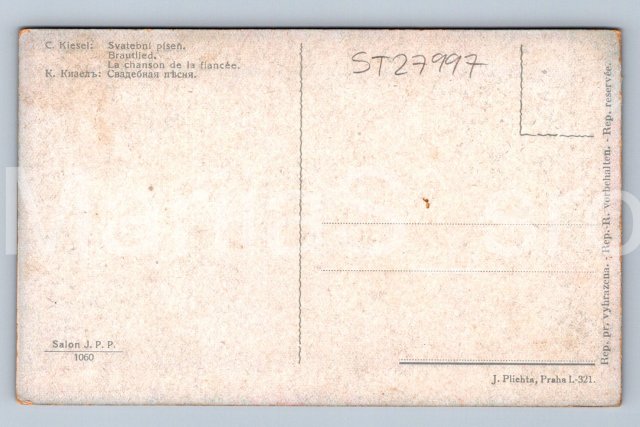 C. Kiesel: Svatební píseň.
Brautlied.
La chanson de la fiancée.
К. Кизель: Свадебная пѣсня.
ST27997
Rep. pr. vyhrazena. - Rep.-R. vorbehalten. - Rep. reservée.
Salon J. P. P.
1060
J. Plichta, Praha I.-321.